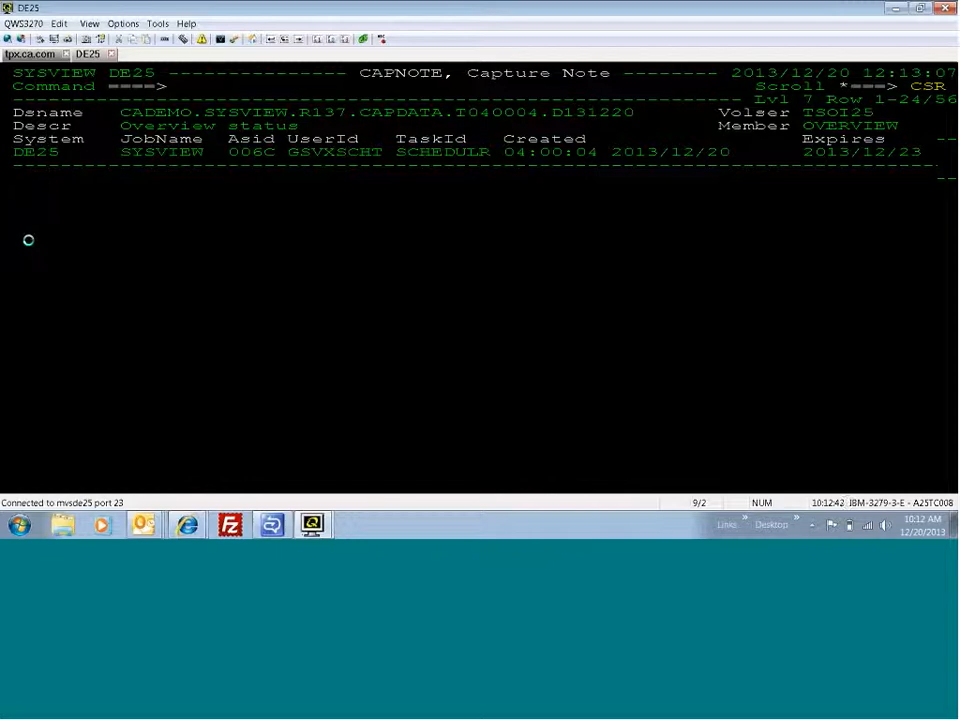 DE25
QWS3270 Edit View Options Tools Help
tpx.ca.com DE25
SYSVIEW DE25 --------------- CAPNOTE, Capture Note -------- 2013/12/20 12:13:07
Command ====> Scroll *===> CSR
Lvl 7 Row 1-24/56
Dsname CADEMO.SYSVIEW.R137.CAPDATA.T040004.D131220 Volser TSOI25
Descr Overview status Member OVERVIEW
System JobName Asid UserId TaskId Created Expires
DE25 SYSVIEW 006C GSVXSCHT SCHEDULR 04:00:04 2013/12/20 2013/12/23
Connected to mvsde25 port 23 9/2 NUM 10:12:42 IBM-3279-3-E - A25TC008
Links Desktop 10:12 AM
12/20/2013